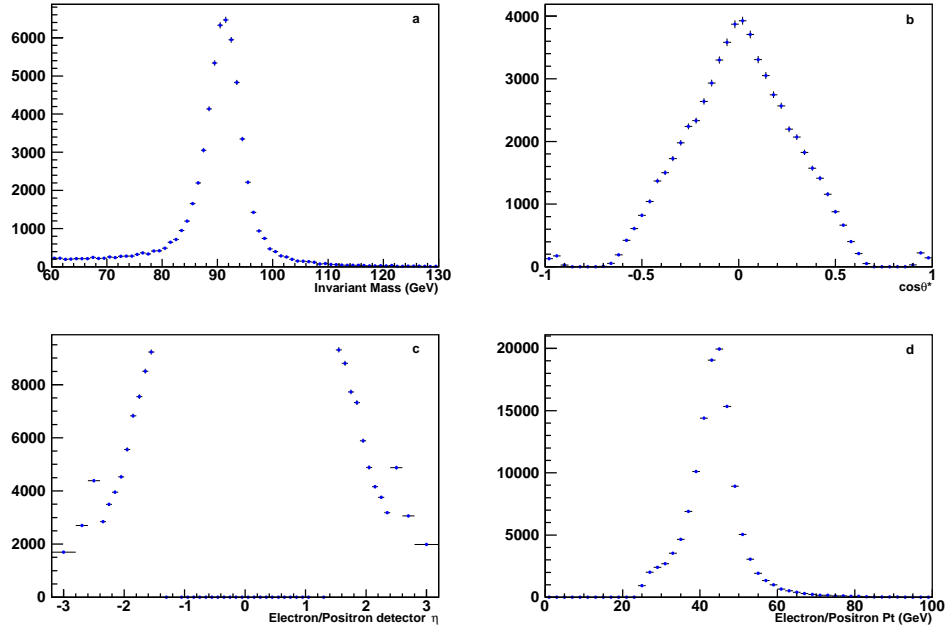 a
6000
5000
4000
3000
2000
1000
0
60 70 80 90 100 110 120 130
Invariant Mass (GeV)
b
4000
3000
2000
1000
0
-1 -0.5 0 0.5 1
cosθ*
c
8000
6000
4000
2000
0
-3 -2 -1 0 1 2 3
Electron/Positron detector η
d
20000
15000
10000
5000
0
0 20 40 60 80 100
Electron/Positron Pt (GeV)